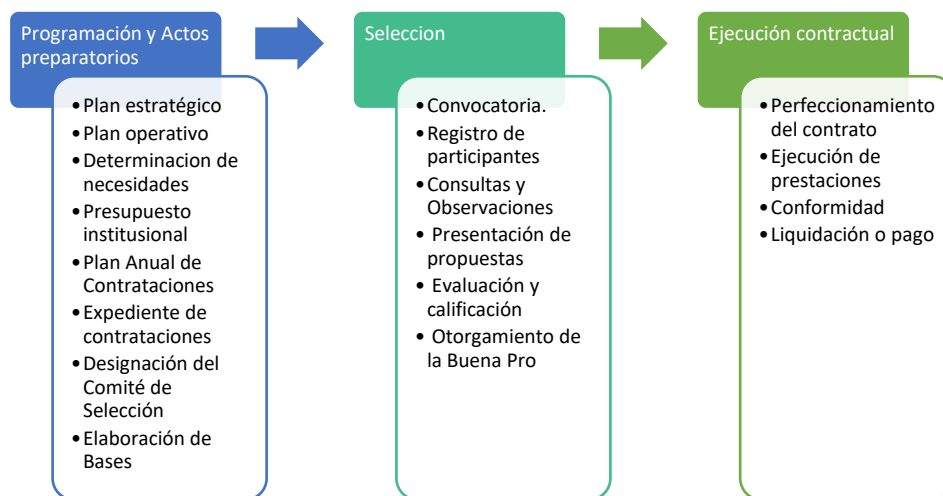 Programación y Actos
preparatorios
•Plan estratégico
•Plan operativo
•Determinacion de
necesidades
•Presupuesto
institucional
•Plan Anual de
Contrataciones
•Expediente de
contrataciones
•Designación del
Comité de
Selección
•Elaboración de
Bases
Seleccion
•Convocatoria.
•Registro de
participantes
•Consultas y
Observaciones
• Presentación de
propuestas
• Evaluación y
calificación
• Otorgamiento de
la Buena Pro
Ejecución contractual
•Perfeccionamiento
del contrato
•Ejecución de
prestaciones
•Conformidad
•Liquidación o pago